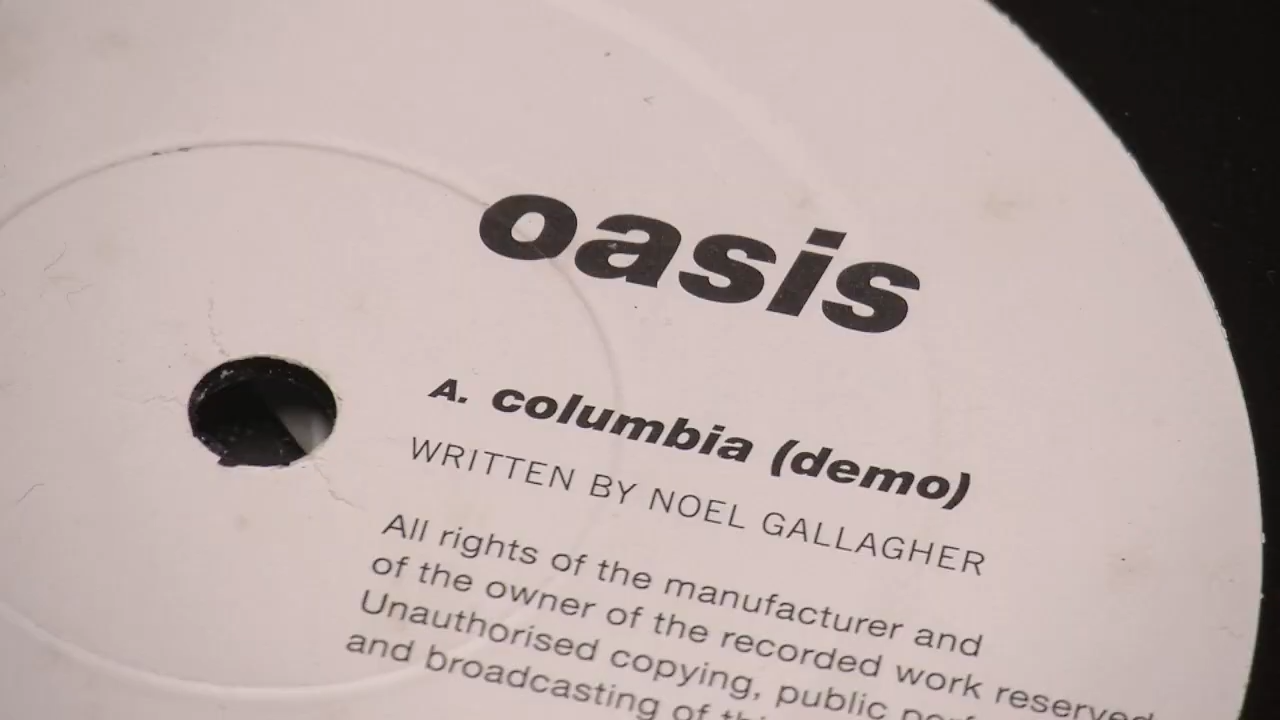 oasis
A. columbia (demo)
WRITTEN BY NOEL GALLAGHER
All rights of the manufacturer and
of the owner of the recorded work reserved
Unauthorised copying, public
and broadcasting of